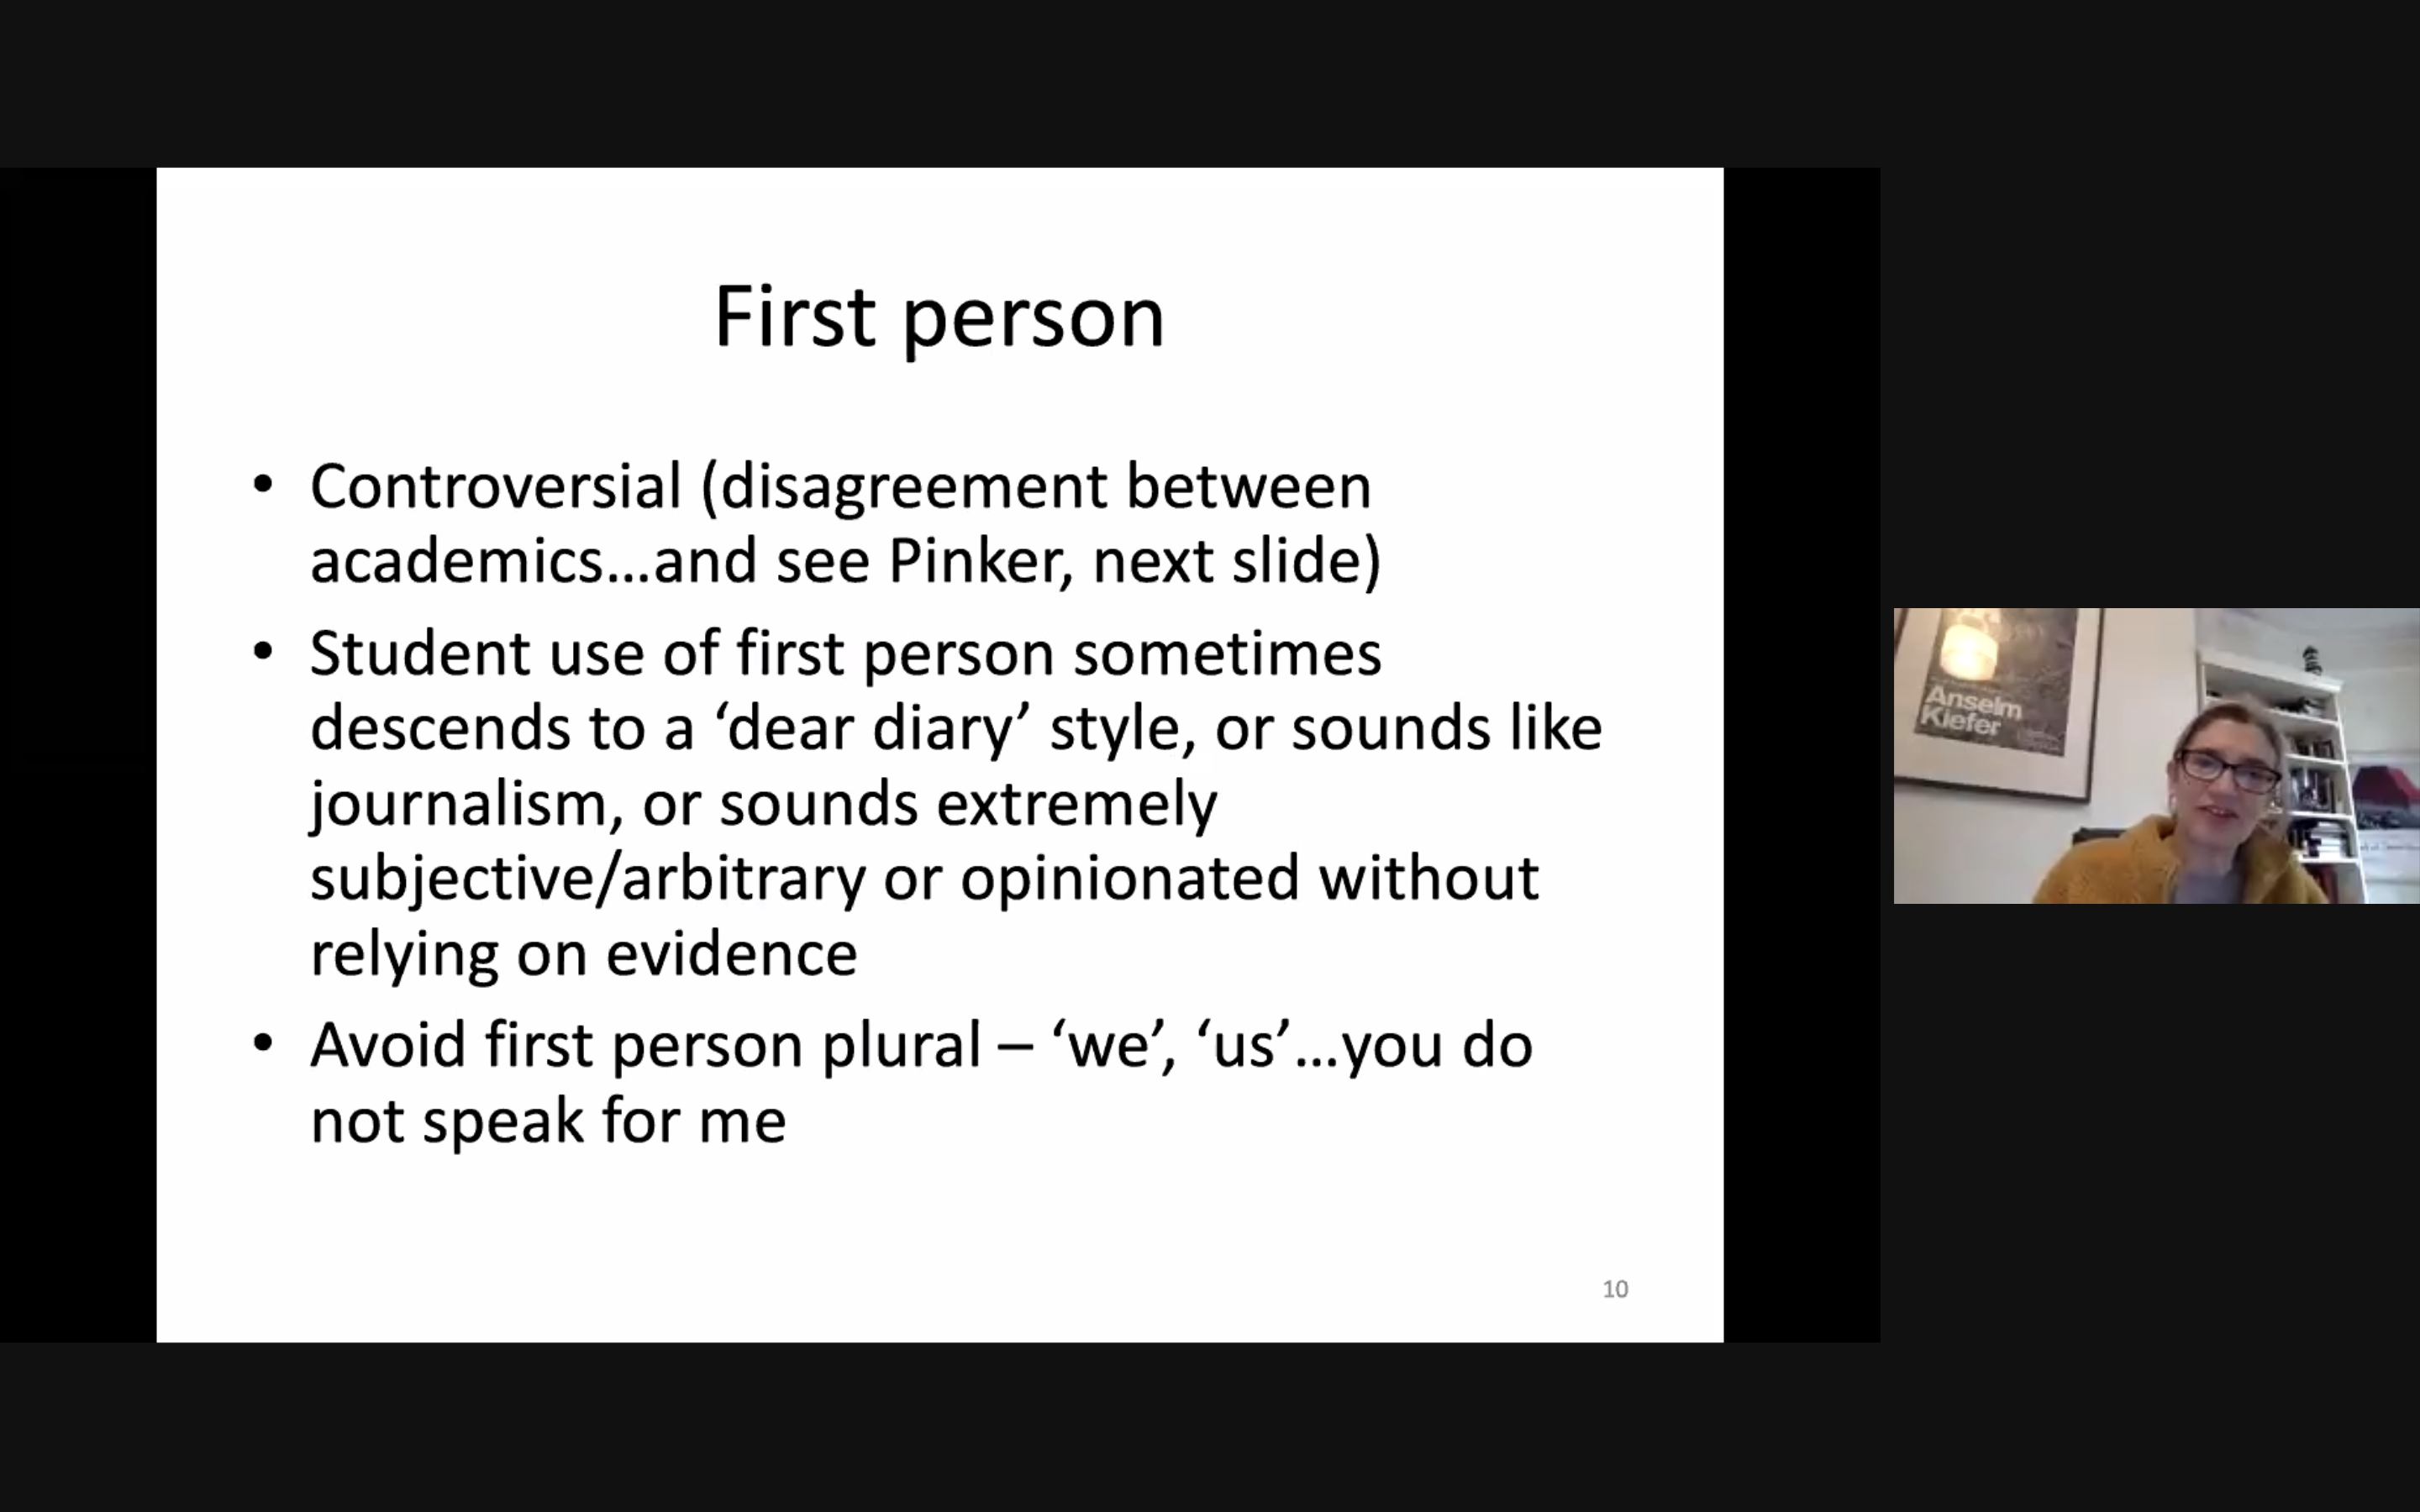 First person
• Controversial (disagreement between
academics...and see Pinker, next slide)
• Student use of first person sometimes
descends to a ‘dear diary’ style, or sounds like
journalism, or sounds extremely
subjective/arbitrary or opinionated without
relying on evidence
• Avoid first person plural – ‘we’, ‘us’...you do
not speak for me
10
Anselm
Kiefer